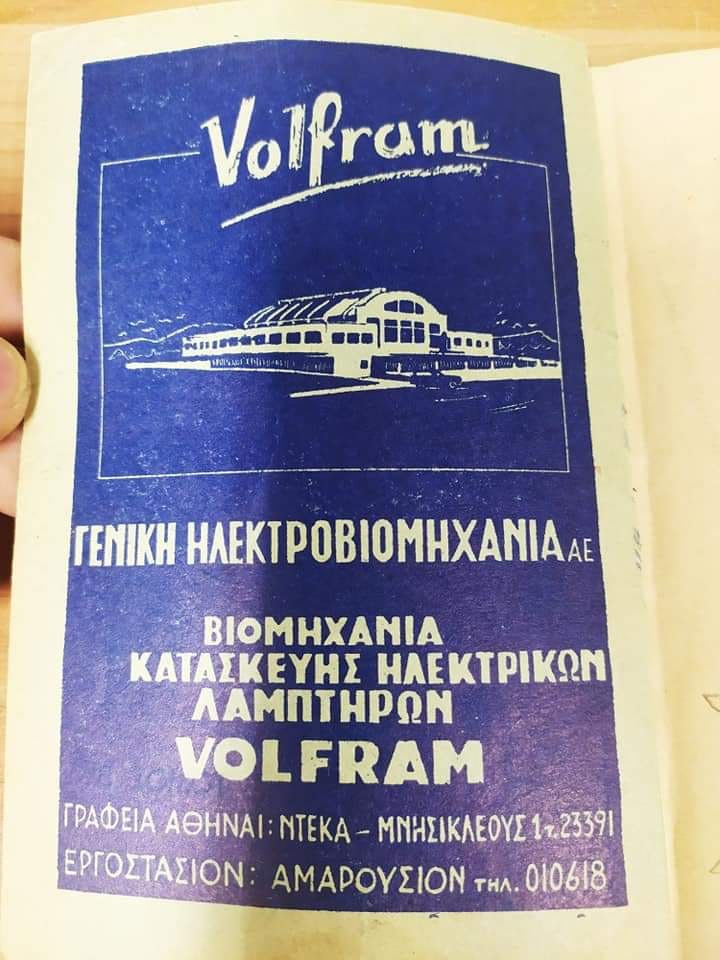 Volfram
ΓΕΝΙΚΗ ΗΛΕΚΤΡΟΒΙΟΜΗΧΑΝΙΑ ΑΕ
ΒΙΟΜΗΧΑΝΙΑ
ΚΑΤΑΣΚΕΥΗΣ ΗΛΕΚΤΡΙΚΩΝ
ΛΑΜΠΤΗΡΩΝ
VOLFRAM
ΓΡΑΦΕΙΑ ΑΘΗΝΑΙ: ΝΤΕΚΑ – ΜΝΗΣΙΚΛΕΟΥΣ 1 τ. 23391
ΕΡΓΟΣΤΑΣΙΟΝ: ΑΜΑΡΟΥΣΙΟΝ ΤΗΛ. 010618